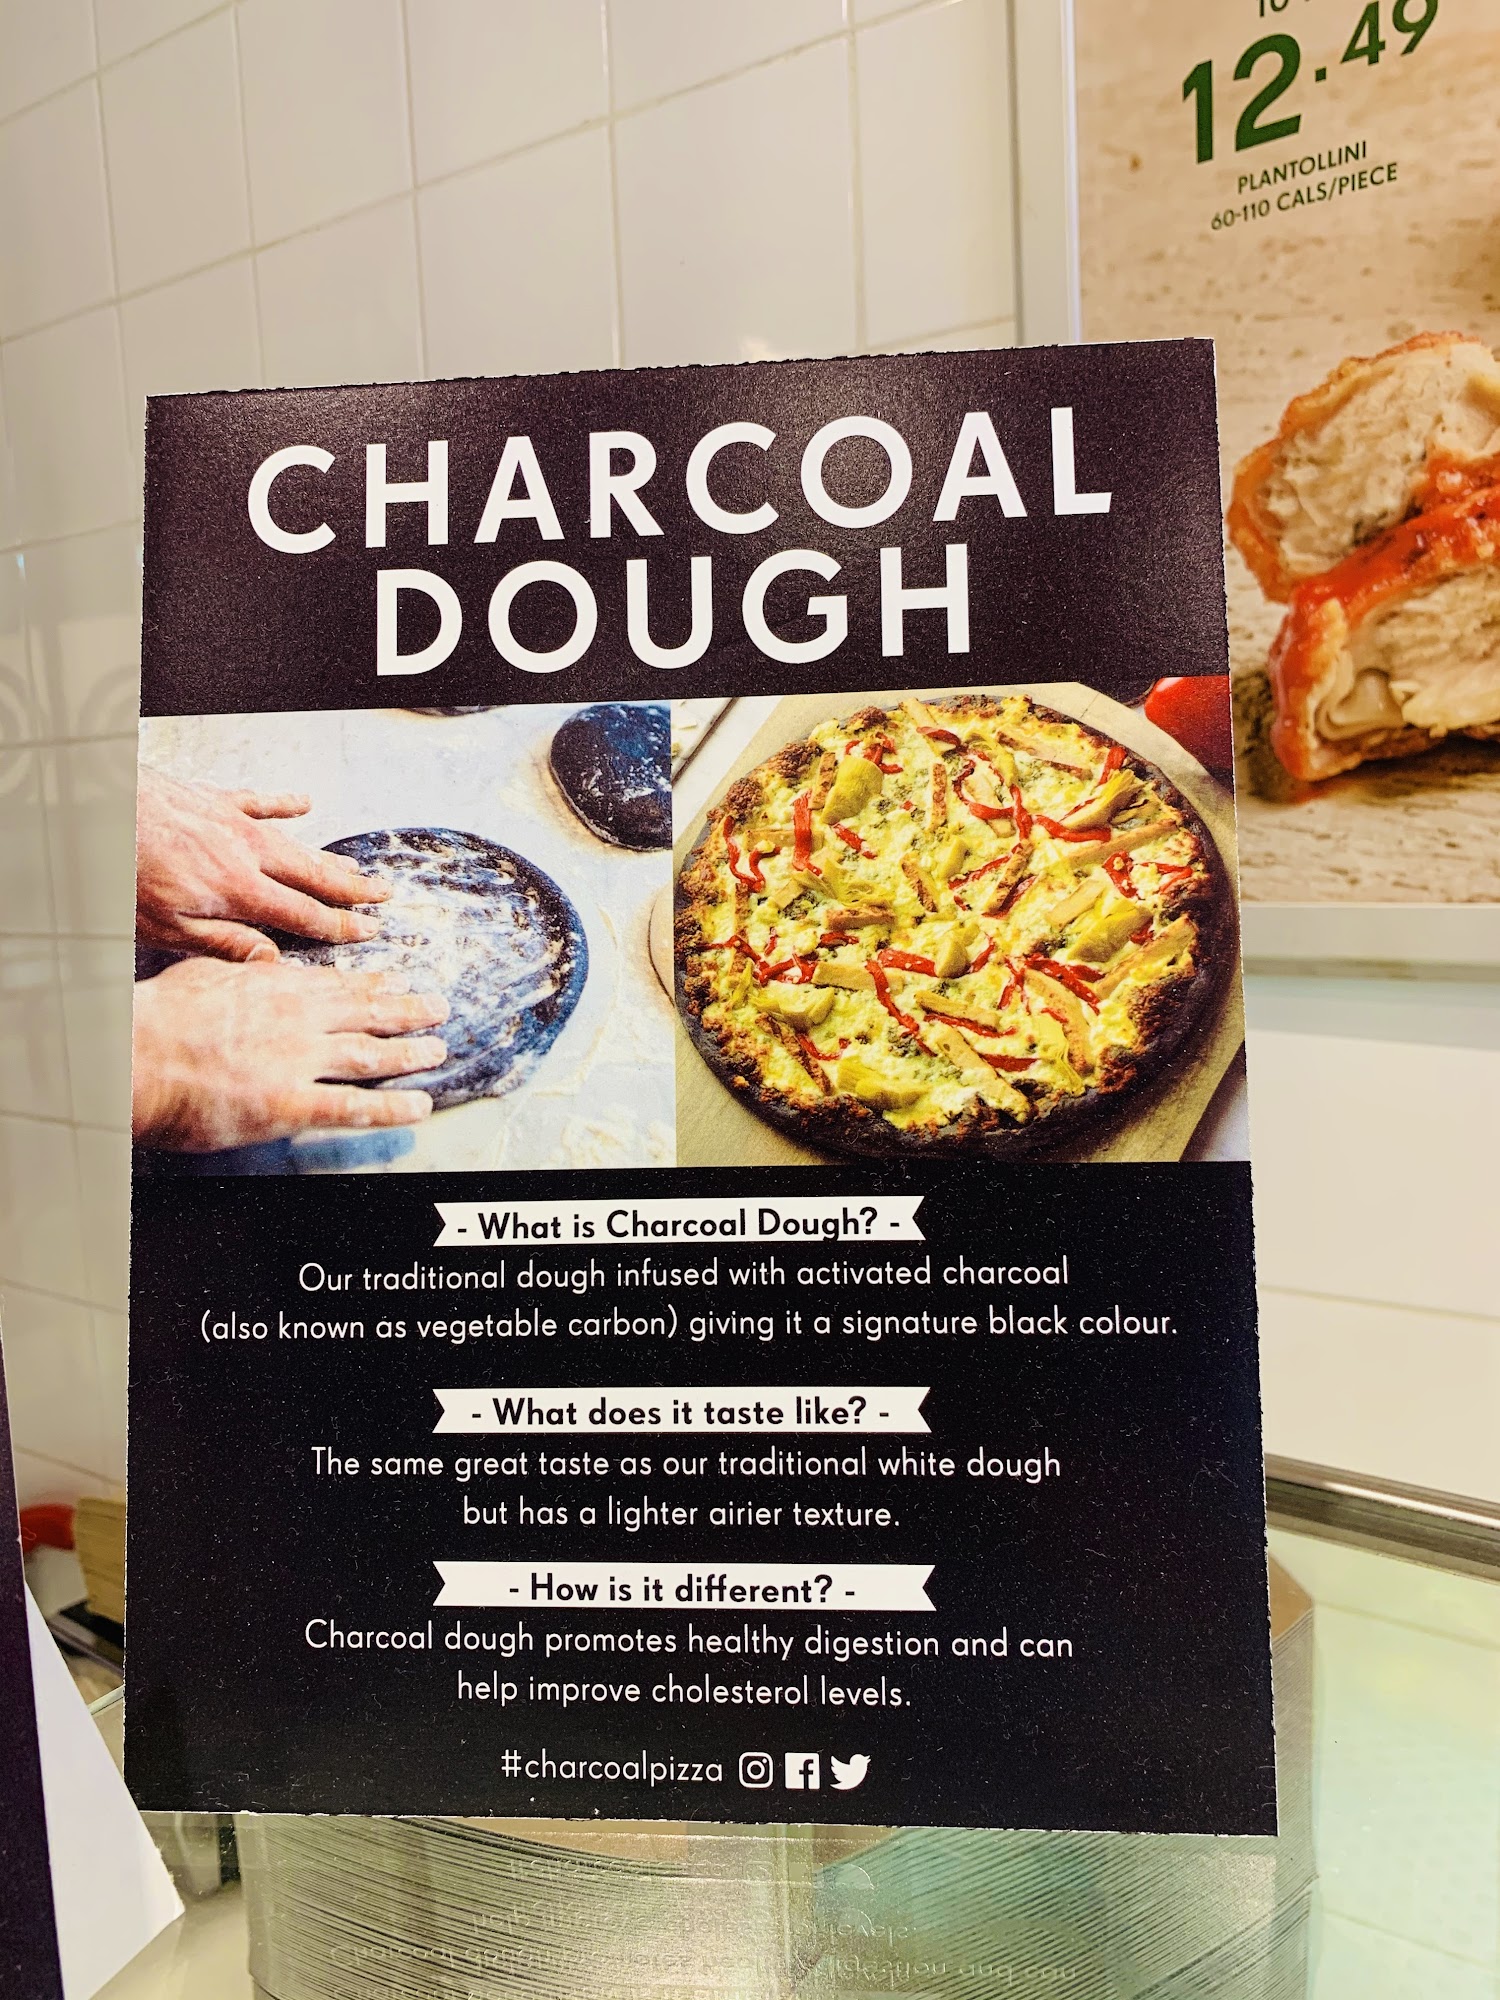 12.49
PLANTOLLINI
60-110 CALS/PIECE
CHARCOAL
DOUGH
- What is Charcoal Dough? -
Our traditional dough infused with activated charcoal
(also known as vegetable carbon) giving it a signature black colour.
- What does it taste like? -
The same great taste as our traditional white dough
but has a lighter airier texture.
- How is it different? -
Charcoal dough promotes healthy digestion and can
help improve cholesterol levels.
#charcoalpizza